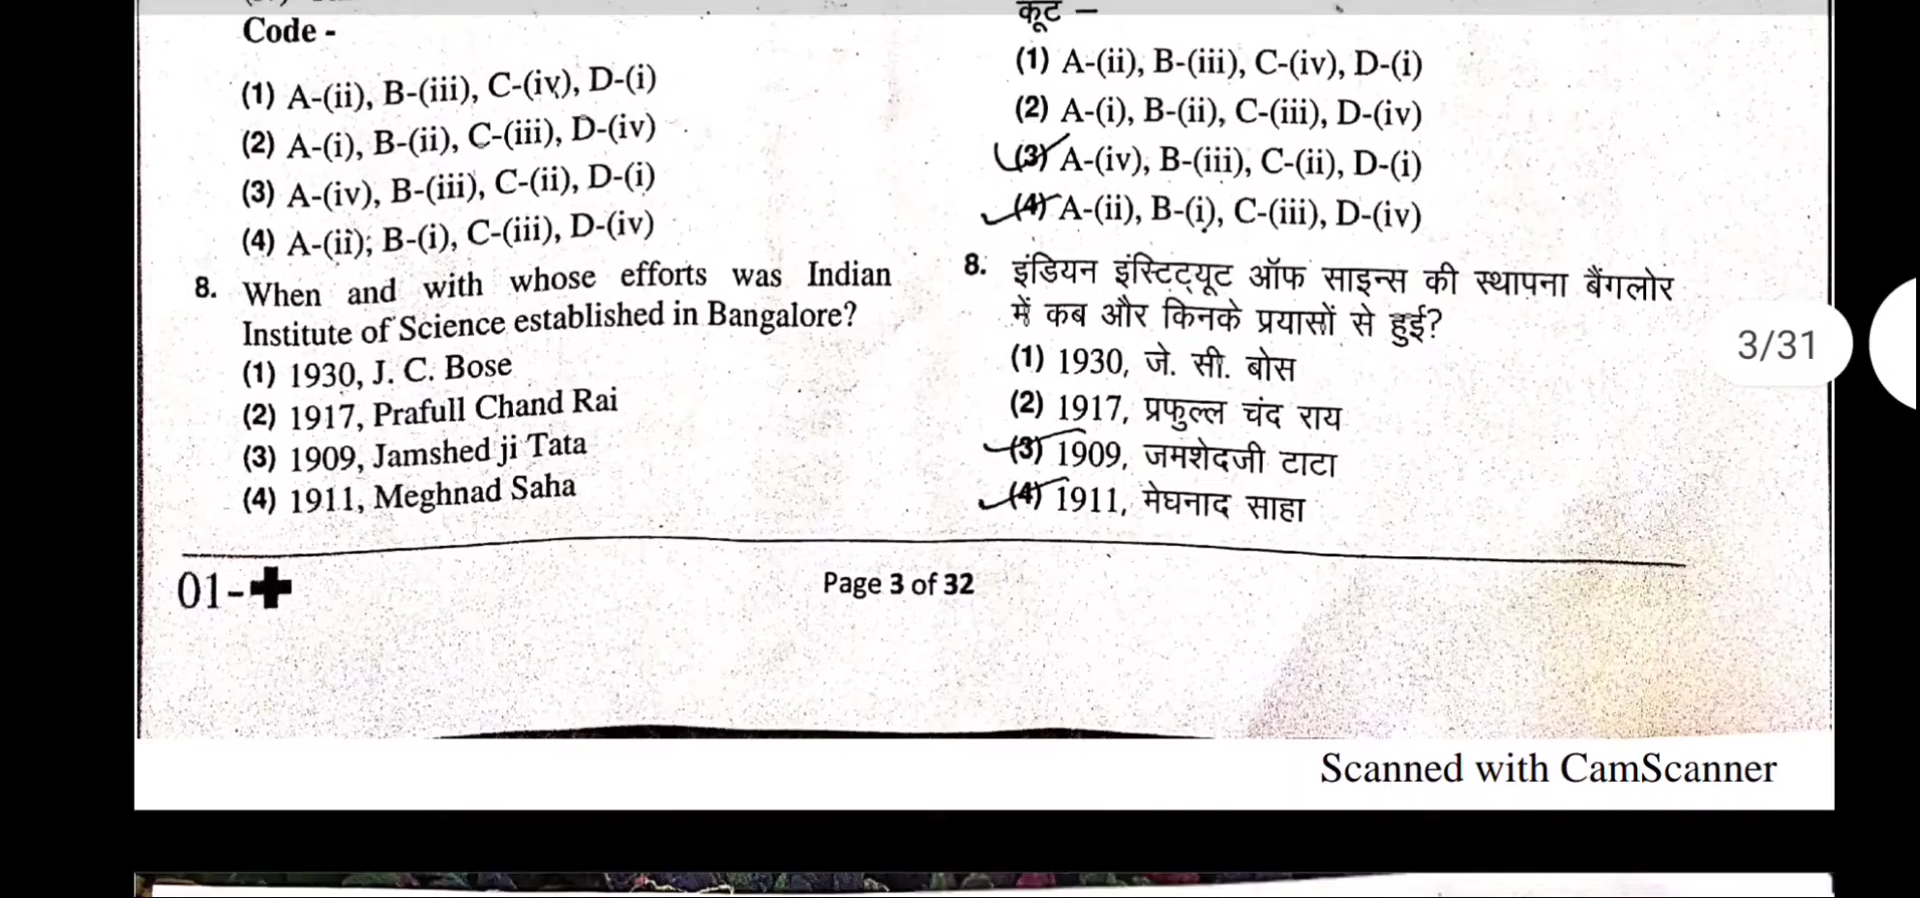 Code -
(1) A-(ii), B-(iii), C-(iv), D-(i)
(2) A-(i), B-(ii), C-(iii), D-(iv)
(3) A-(iv), B-(iii), C-(ii), D-(i)
(4) A-(ii); B-(i), C-(iii), D-(iv)
8. When and with whose efforts was Indian
Institute of Science established in Bangalore?
(1) 1930, J. C. Bose
(2) 1917, Prafull Chand Rai
(3) 1909, Jamshed ji Tata
(4) 1911, Meghnad Saha
कूट –
(1) A-(ii), B-(iii), C-(iv), D-(i)
(2) A-(i), B-(ii), C-(iii), D-(iv)
(3) A-(iv), B-(iii), C-(ii), D-(i)
(4) A-(ii), B-(i), C-(iii), D-(iv)
8. इंडियन इंस्टिट्यूट ऑफ साइन्स की स्थापना बैंगलोर
में कब और किनके प्रयासों से हुई?
(1) 1930, जे. सी. बोस
(2) 1917, प्रफुल्ल चंद राय
(3) 1909, जमशेदजी टाटा
(4) 1911, मेघनाद साहा
3/31
01-+
Page 3 of 32
Scanned with CamScanner